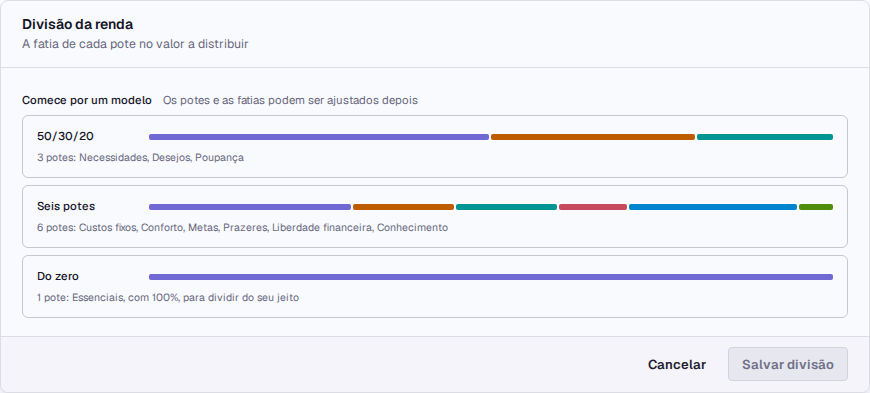 Divisão da renda
A fatia de cada pote no valor a distribuir
Comece por um modelo Os potes e as fatias podem ser ajustados depois
50/30/20
3 potes: Necessidades, Desejos, Poupança
Seis potes
6 potes: Custos fixos, Conforto, Metas, Prazeres, Liberdade financeira, Conhecimento
Do zero
1 pote: Essenciais, com 100%, para dividir do seu jeito
Cancelar Salvar divisão